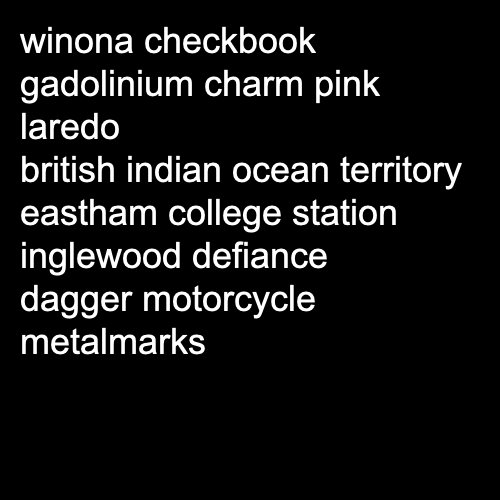 winona checkbook
gadolinium charm pink
laredo
british indian ocean territory
eastham college station
inglewood defiance
dagger motorcycle
metalmarks